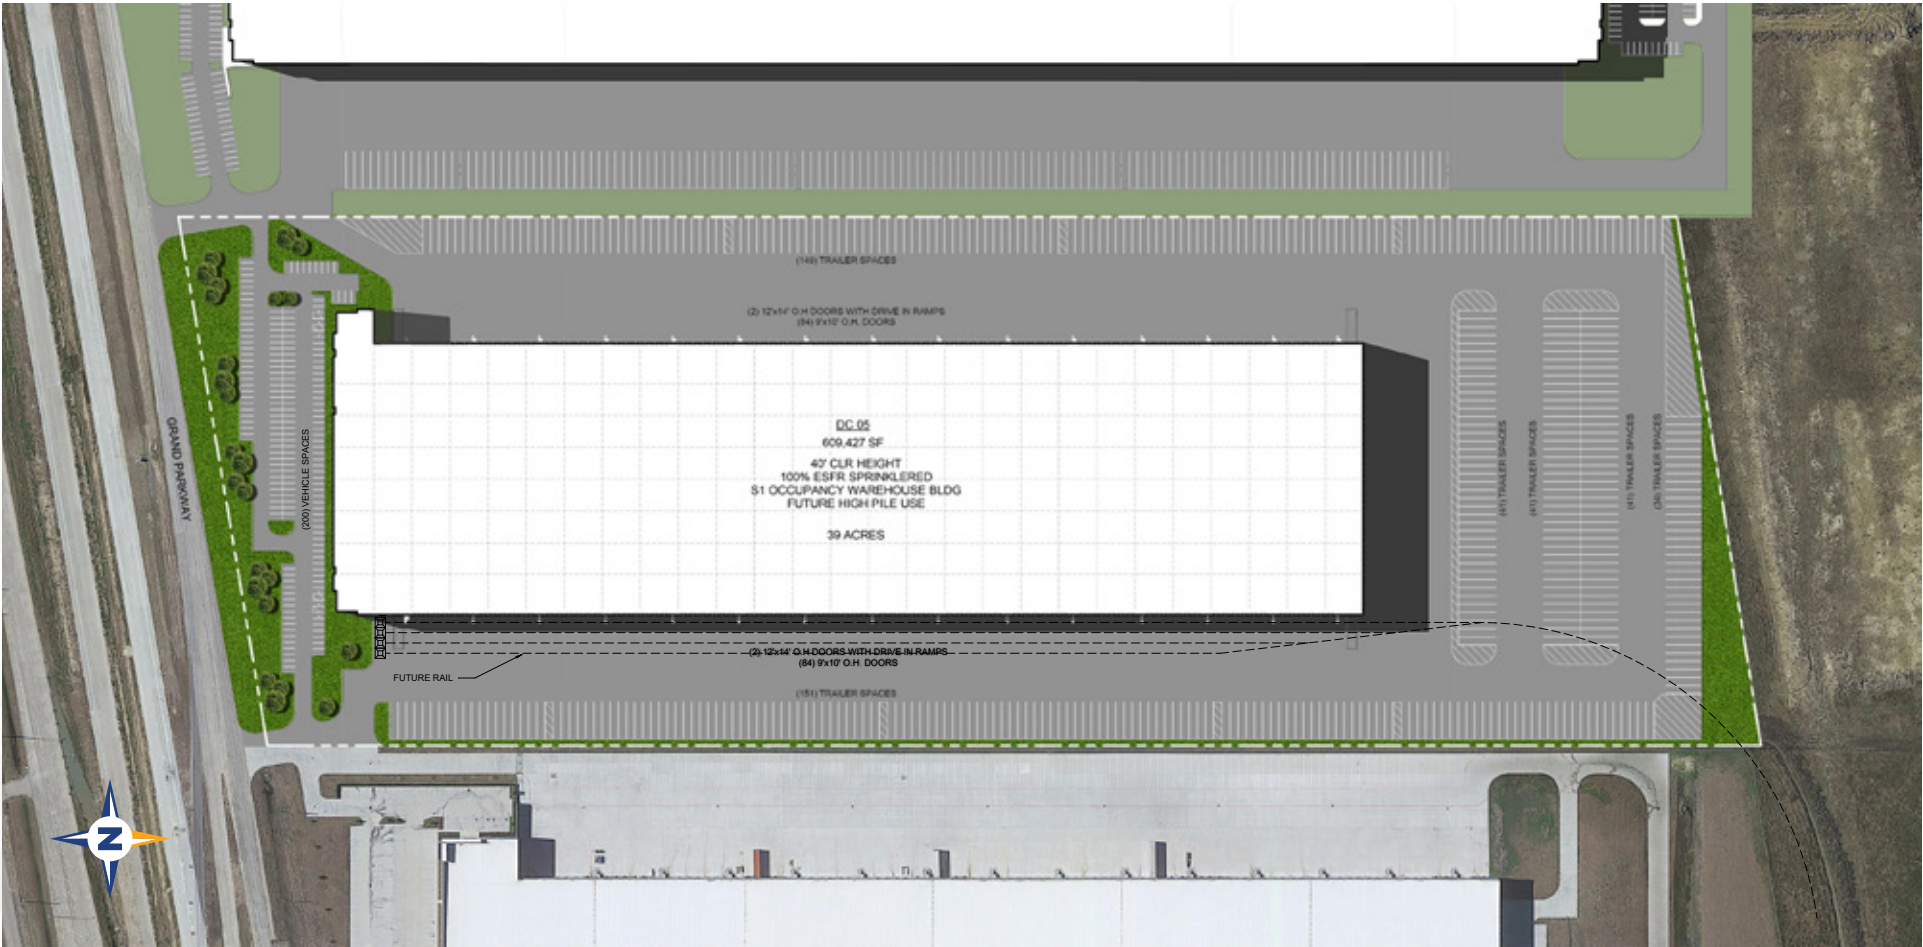 (149) TRAILER SPACES
(2) 12'x14' O.H DOORS WITH DRIVE IN RAMPS
(84) 9'x10' O.H. DOORS
GRAND PARKWAY
(200) VEHICLE SPACES
DC 05
609,427 SF
40' CLR HEIGHT
100% ESFR SPRINKLERED
S1 OCCUPANCY WAREHOUSE BLDG
FUTURE HIGH PILE USE
39 ACRES
(41) TRAILER SPACES
(41) TRAILER SPACES
(41) TRAILER SPACES
TRAILER SPACES
(2) 12'x14' O.H DOORS WITH DRIVE IN RAMPS
(84) 9'x10' O.H. DOORS
FUTURE RAIL
(151) TRAILER SPACES
N